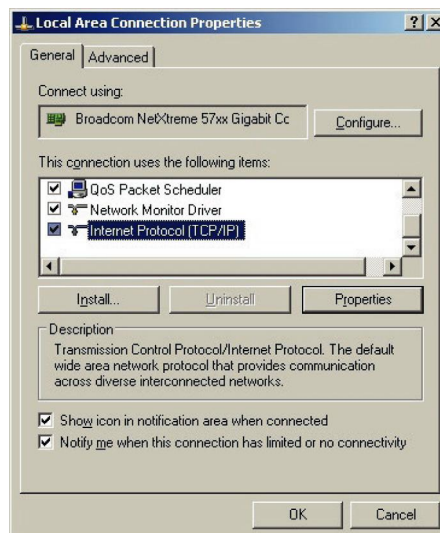 Local Area Connection Properties
General
Advanced
Connect using:
Broadcom NetXtreme 57xx Gigabit Cc
Configure...
This connection uses the following items:
QoS Packet Scheduler
Network Monitor Driver
Internet Protocol (TCP/IP)
Install...
Uninstall
Properties
Description
Transmission Control Protocol/Internet Protocol. The default
wide area network protocol that provides communication
across diverse interconnected networks.
Show icon in notification area when connected
Notify me when this connection has limited or no connectivity
OK
Cancel